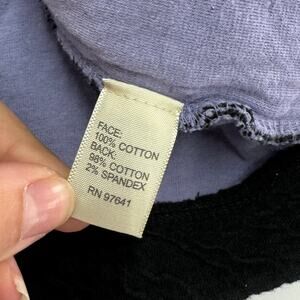 FACE:
100% COTTON
BACK:
98% COTTON
2% SPANDEX
RN 97641